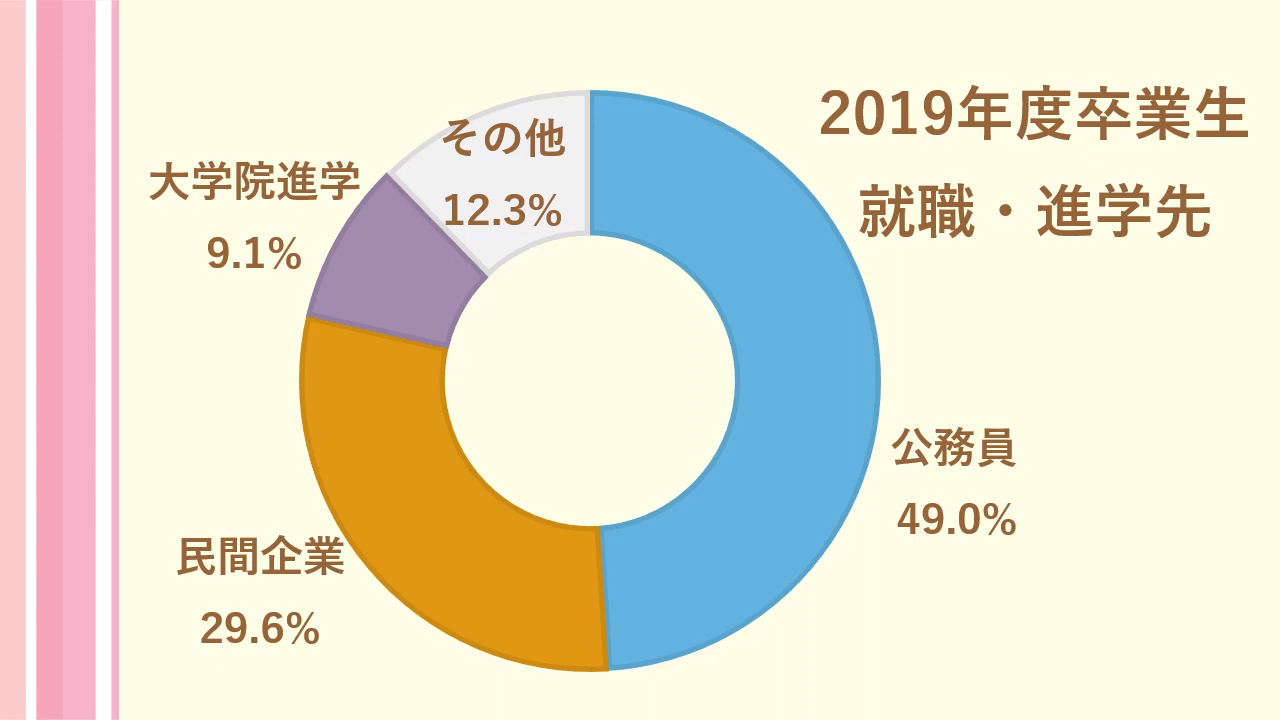 2019年度卒業生
就職・進学先
その他
12.3%
大学院進学
9.1%
公務員
49.0%
民間企業
29.6%